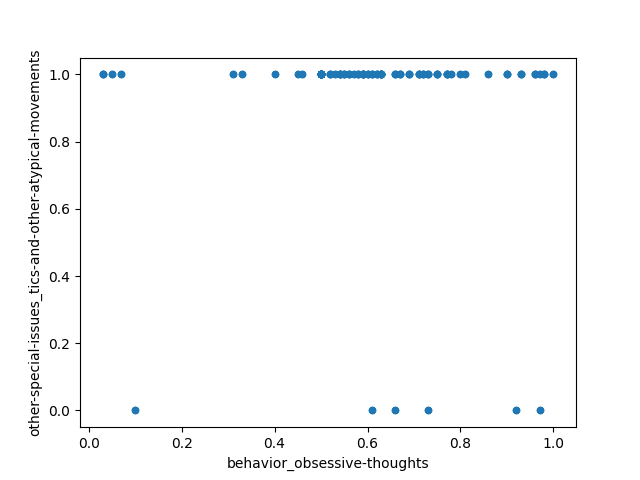 other-special-issues_tics-and-other-atypical-movements
1.0
0.8
0.6
0.4
0.2
0.0
0.0 0.2 0.4 0.6 0.8 1.0
behavior_obsessive-thoughts